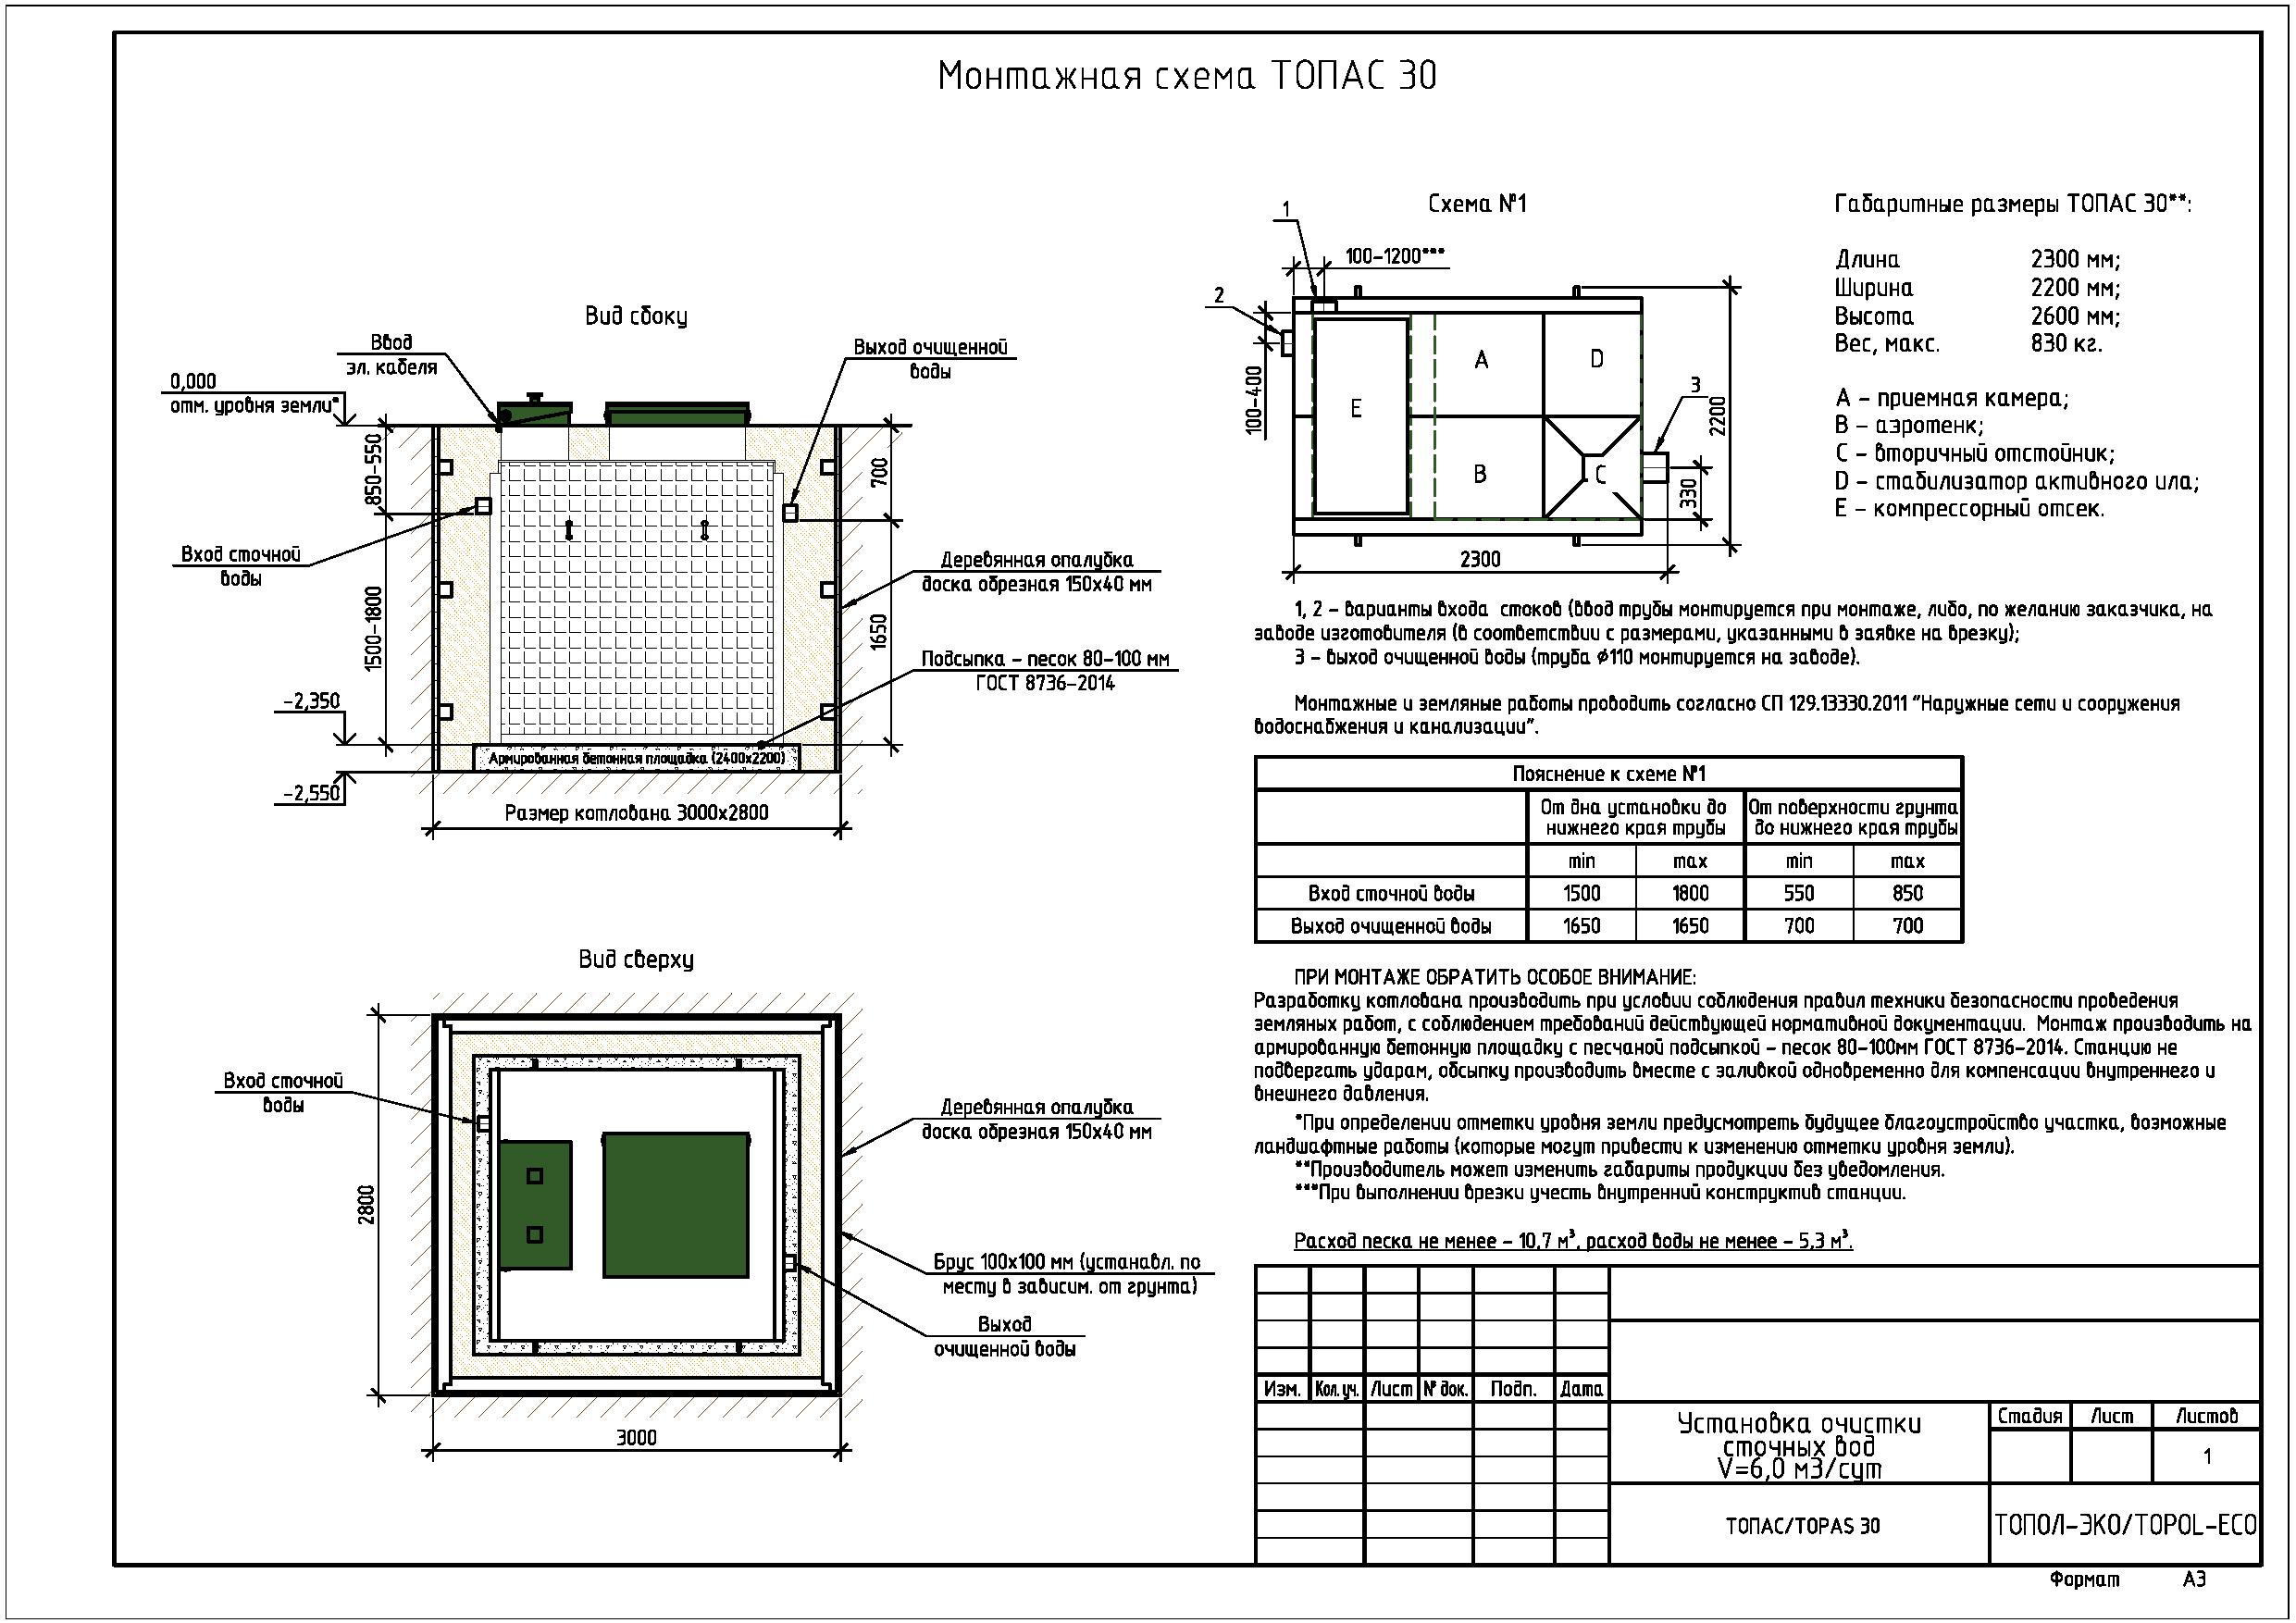 Монтажная схема ТОПАС 30
Вид сбоку
Ввод
эл. кабеля
Выход очищенной
воды
0,000
отм. уровня земли*
850-550
700
Вход сточной
воды
1500-1800
1650
Деревянная опалубка
доска обрезная 150х40 мм
Подсыпка - песок 80-100 мм
ГОСТ 8736-2014
-2,350
Армированная бетонная площадка (2400х2200)
-2,550
Размер котлована 3000х2800
Вид сверху
Вход сточной
воды
2800
Деревянная опалубка
доска обрезная 150х40 мм
Брус 100х100 мм (устанавл. по
месту в зависим. от грунта)
Выход
очищенной воды
3000
Схема №1
1
100-1200***
2
100-400
A
D
E
B
C
3
2200
330
2300
Габаритные размеры ТОПАС 30**:
Длина 2300 мм;
Ширина 2200 мм;
Высота 2600 мм;
Вес, макс. 830 кг.
A - приемная камера;
B - аэротенк;
C - вторичный отстойник;
D - стабилизатор активного ила;
E - компрессорный отсек.
1, 2 - варианты входа стоков (ввод трубы монтируется при монтаже, либо, по желанию заказчика, на
заводе изготовителя (в соответствии с размерами, указанными в заявке на врезку);
3 - выход очищенной воды (труба ф110 монтируется на заводе).
Монтажные и земляные работы проводить согласно СП 129.13330.2011 "Наружные сети и сооружения
водоснабжения и канализации".
Пояснение к схеме №1
От дна установки до
нижнего края трубы
От поверхности грунта
до нижнего края трубы
min max min max
Вход сточной воды 1500 1800 550 850
Выход очищенной воды 1650 1650 700 700
ПРИ МОНТАЖЕ ОБРАТИТЬ ОСОБОЕ ВНИМАНИЕ:
Разработку котлована производить при условии соблюдения правил техники безопасности проведения
земляных работ, с соблюдением требований действующей нормативной документации. Монтаж производить на
армированную бетонную площадку с песчаной подсыпкой - песок 80-100мм ГОСТ 8736-2014. Станцию не
подвергать ударам, обсыпку производить вместе с заливкой одновременно для компенсации внутреннего и
внешнего давления.
*При определении отметки уровня земли предусмотреть будущее благоустройство участка, возможные
ландшафтные работы (которые могут привести к изменению отметки уровня земли).
**Производитель может изменить габариты продукции без уведомления.
***При выполнении врезки учесть внутренний конструктив станции.
Расход песка не менее - 10,7 м³, расход воды не менее - 5,3 м³.
Изм. Кол.уч. Лист № док. Подп. Дата
Установка очистки
сточных вод
V=6,0 м3/сут
Стадия Лист Листов
1
ТОПАС/TOPAS 30
ТОПОЛ-ЭКО/TOPOL-ECO
Формат А3